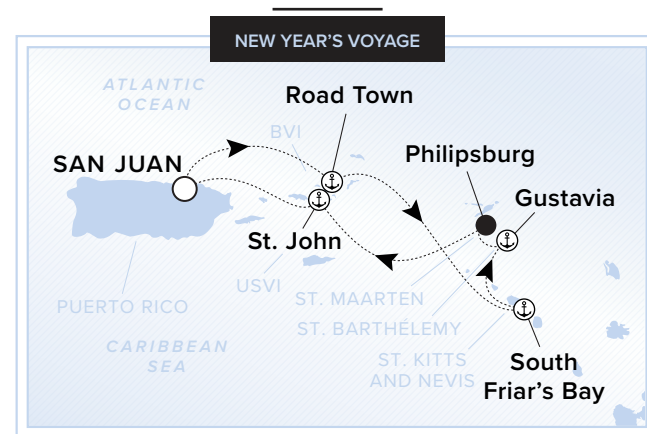 NEW YEAR'S VOYAGE
ATLANTIC
OCEAN
Road Town
BVI
SAN JUAN
Philipsburg
Gustavia
St. John
USVI
PUERTO RICO
ST. MAARTEN
ST. BARTHÉLEMY
CARIBBEAN
SEA
ST. KITTS
AND NEVIS
South
Friar's Bay